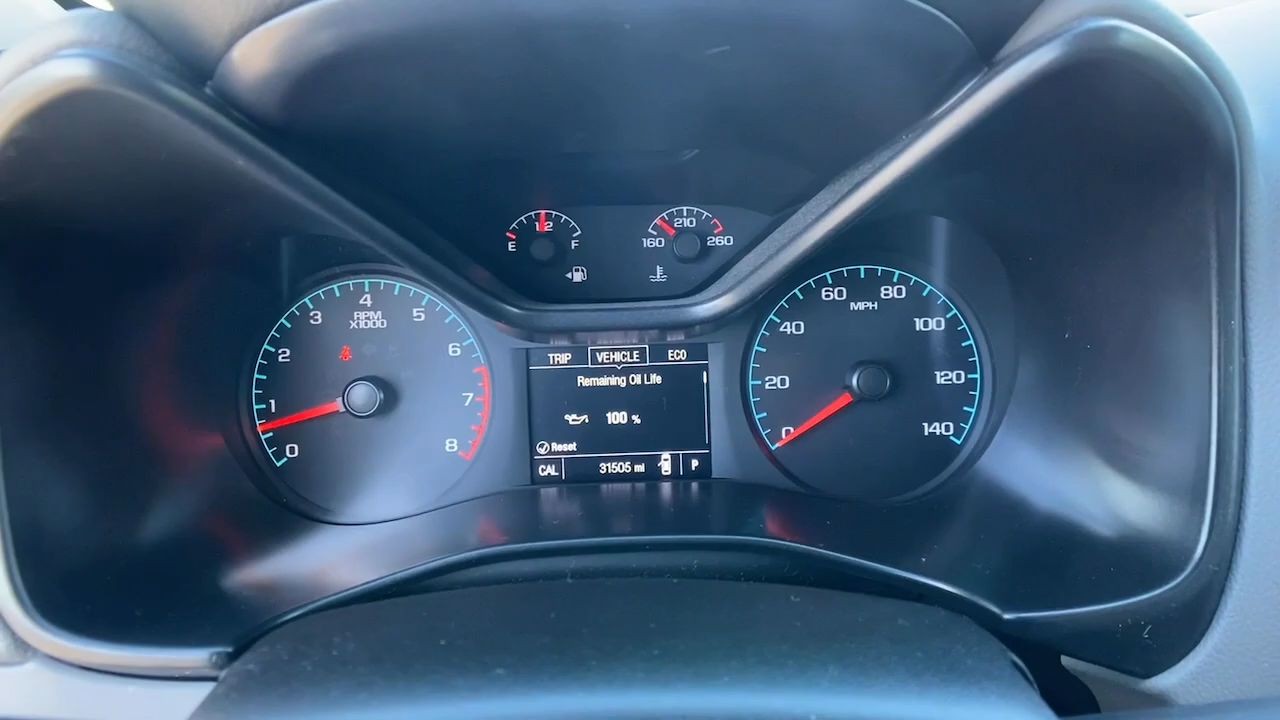 E 1/2 F
160 210 260
0 1 2 3 4 5 6 7 8
RPM
X1000
TRIP VEHICLE ECO
Remaining Oil Life
100 %
Reset
CAL 31505 mi P
0 20 40 60 80 100 120 140
MPH